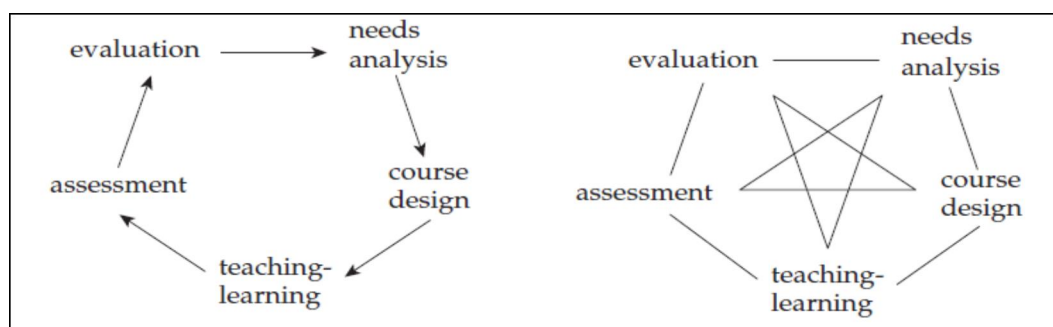 evaluation
needs
analysis
course
design
teaching-
learning
assessment
evaluation
needs
analysis
course
design
teaching-
learning
assessment